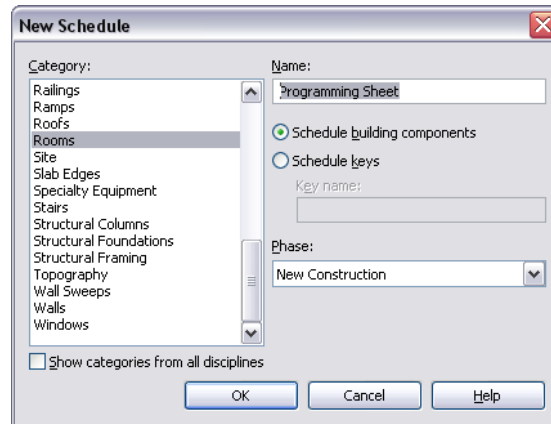 New Schedule
Category:
Railings
Ramps
Roofs
Rooms
Site
Slab Edges
Specialty Equipment
Stairs
Structural Columns
Structural Foundations
Structural Framing
Topography
Wall Sweeps
Walls
Windows
Show categories from all disciplines
Name:
Programming Sheet
Schedule building components
Schedule keys
Key name:
Phase:
New Construction
OK
Cancel
Help